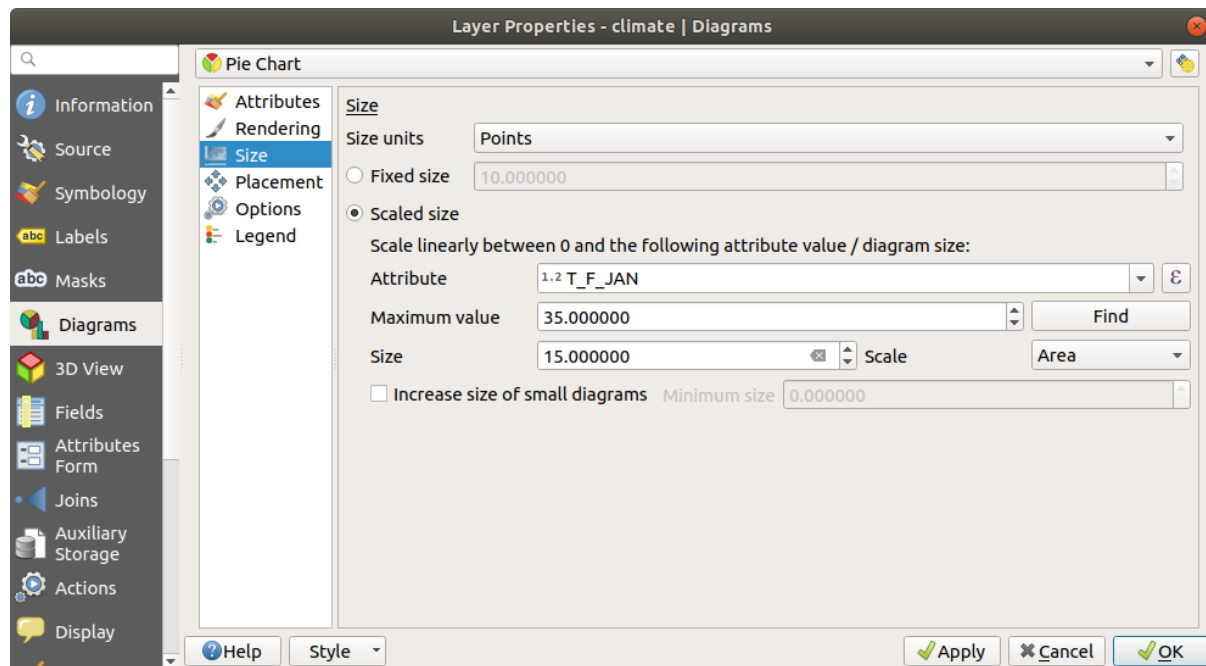 Layer Properties - climate | Diagrams
Pie Chart
Information
Source
Symbology
abc Labels
abc Masks
Diagrams
3D View
Fields
Attributes
Form
Joins
Auxiliary
Storage
Actions
Display
Attributes
Rendering
Size
Placement
Options
Legend
Size
Size units Points
Fixed size 10.000000
Scaled size
Scale linearly between 0 and the following attribute value / diagram size:
Attribute 1.2 T_F_JAN ε
Maximum value 35.000000 Find
Size 15.000000 Scale Area
Increase size of small diagrams Minimum size 0.000000
Help Style Apply Cancel OK